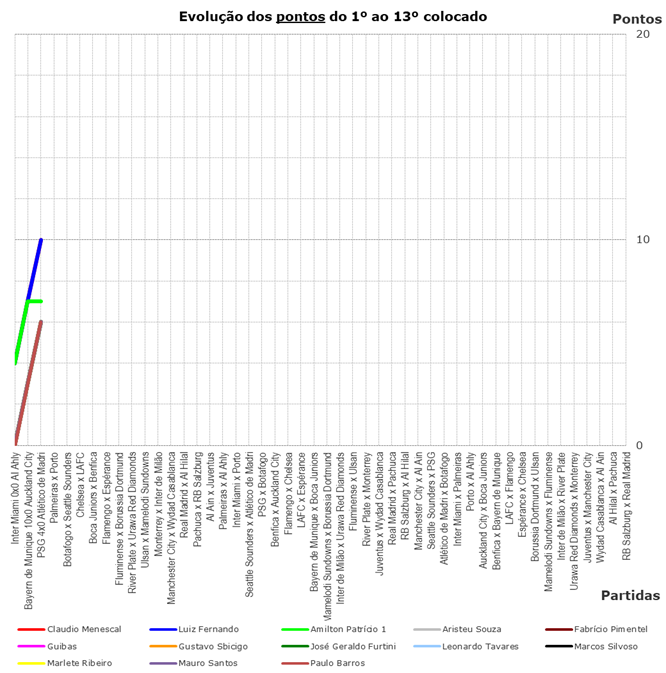 Evolução dos pontos do 1º ao 13º colocado
Pontos
20
10
0
Inter Miami 0x0 Al Ahly
Bayern de Munique 10x0 Auckland City
PSG 4x0 Atlético de Madri
Palmeiras x Porto
Botafogo x Seattle Sounders
Chelsea x LAFC
Boca Juniors x Benfica
Flamengo x Espérance
Fluminense x Borussia Dortmund
River Plate x Urawa Red Diamonds
Ulsan x Mamelodi Sundowns
Monterrey x Inter de Milão
Manchester City x Wydad Casablanca
Real Madrid x Al Hilal
Pachuca x RB Salzburg
Al Ain x Juventus
Palmeiras x Al Ahly
Inter Miami x Porto
Seattle Sounders x Atlético de Madri
PSG x Botafogo
Benfica x Auckland City
Flamengo x Chelsea
LAFC x Espérance
Bayern de Munique x Boca Juniors
Mamelodi Sundowns x Borussia Dortmund
Inter de Milão x Urawa Red Diamonds
Fluminense x Ulsan
River Plate x Monterrey
Juventus x Wydad Casablanca
Real Madrid x Pachuca
RB Salzburg x Al Hilal
Manchester City x Al Ain
Seattle Sounders x PSG
Atlético de Madri x Botafogo
Inter Miami x Palmeiras
Porto x Al Ahly
Auckland City x Boca Juniors
Benfica x Bayern de Munique
LAFC x Flamengo
Espérance x Chelsea
Borussia Dortmund x Ulsan
Mamelodi Sundowns x Fluminense
Inter de Milão x River Plate
Urawa Red Diamonds x Monterrey
Juventus x Manchester City
Wydad Casablanca x Al Ain
Al Hilal x Pachuca
RB Salzburg x Real Madrid
Partidas
Claudio Menescal
Luiz Fernando
Amilton Patrício 1
Aristeu Souza
Fabrício Pimentel
Guibas
Gustavo Sbicigo
José Geraldo Furtini
Leonardo Tavares
Marcos Silvoso
Marlete Ribeiro
Mauro Santos
Paulo Barros